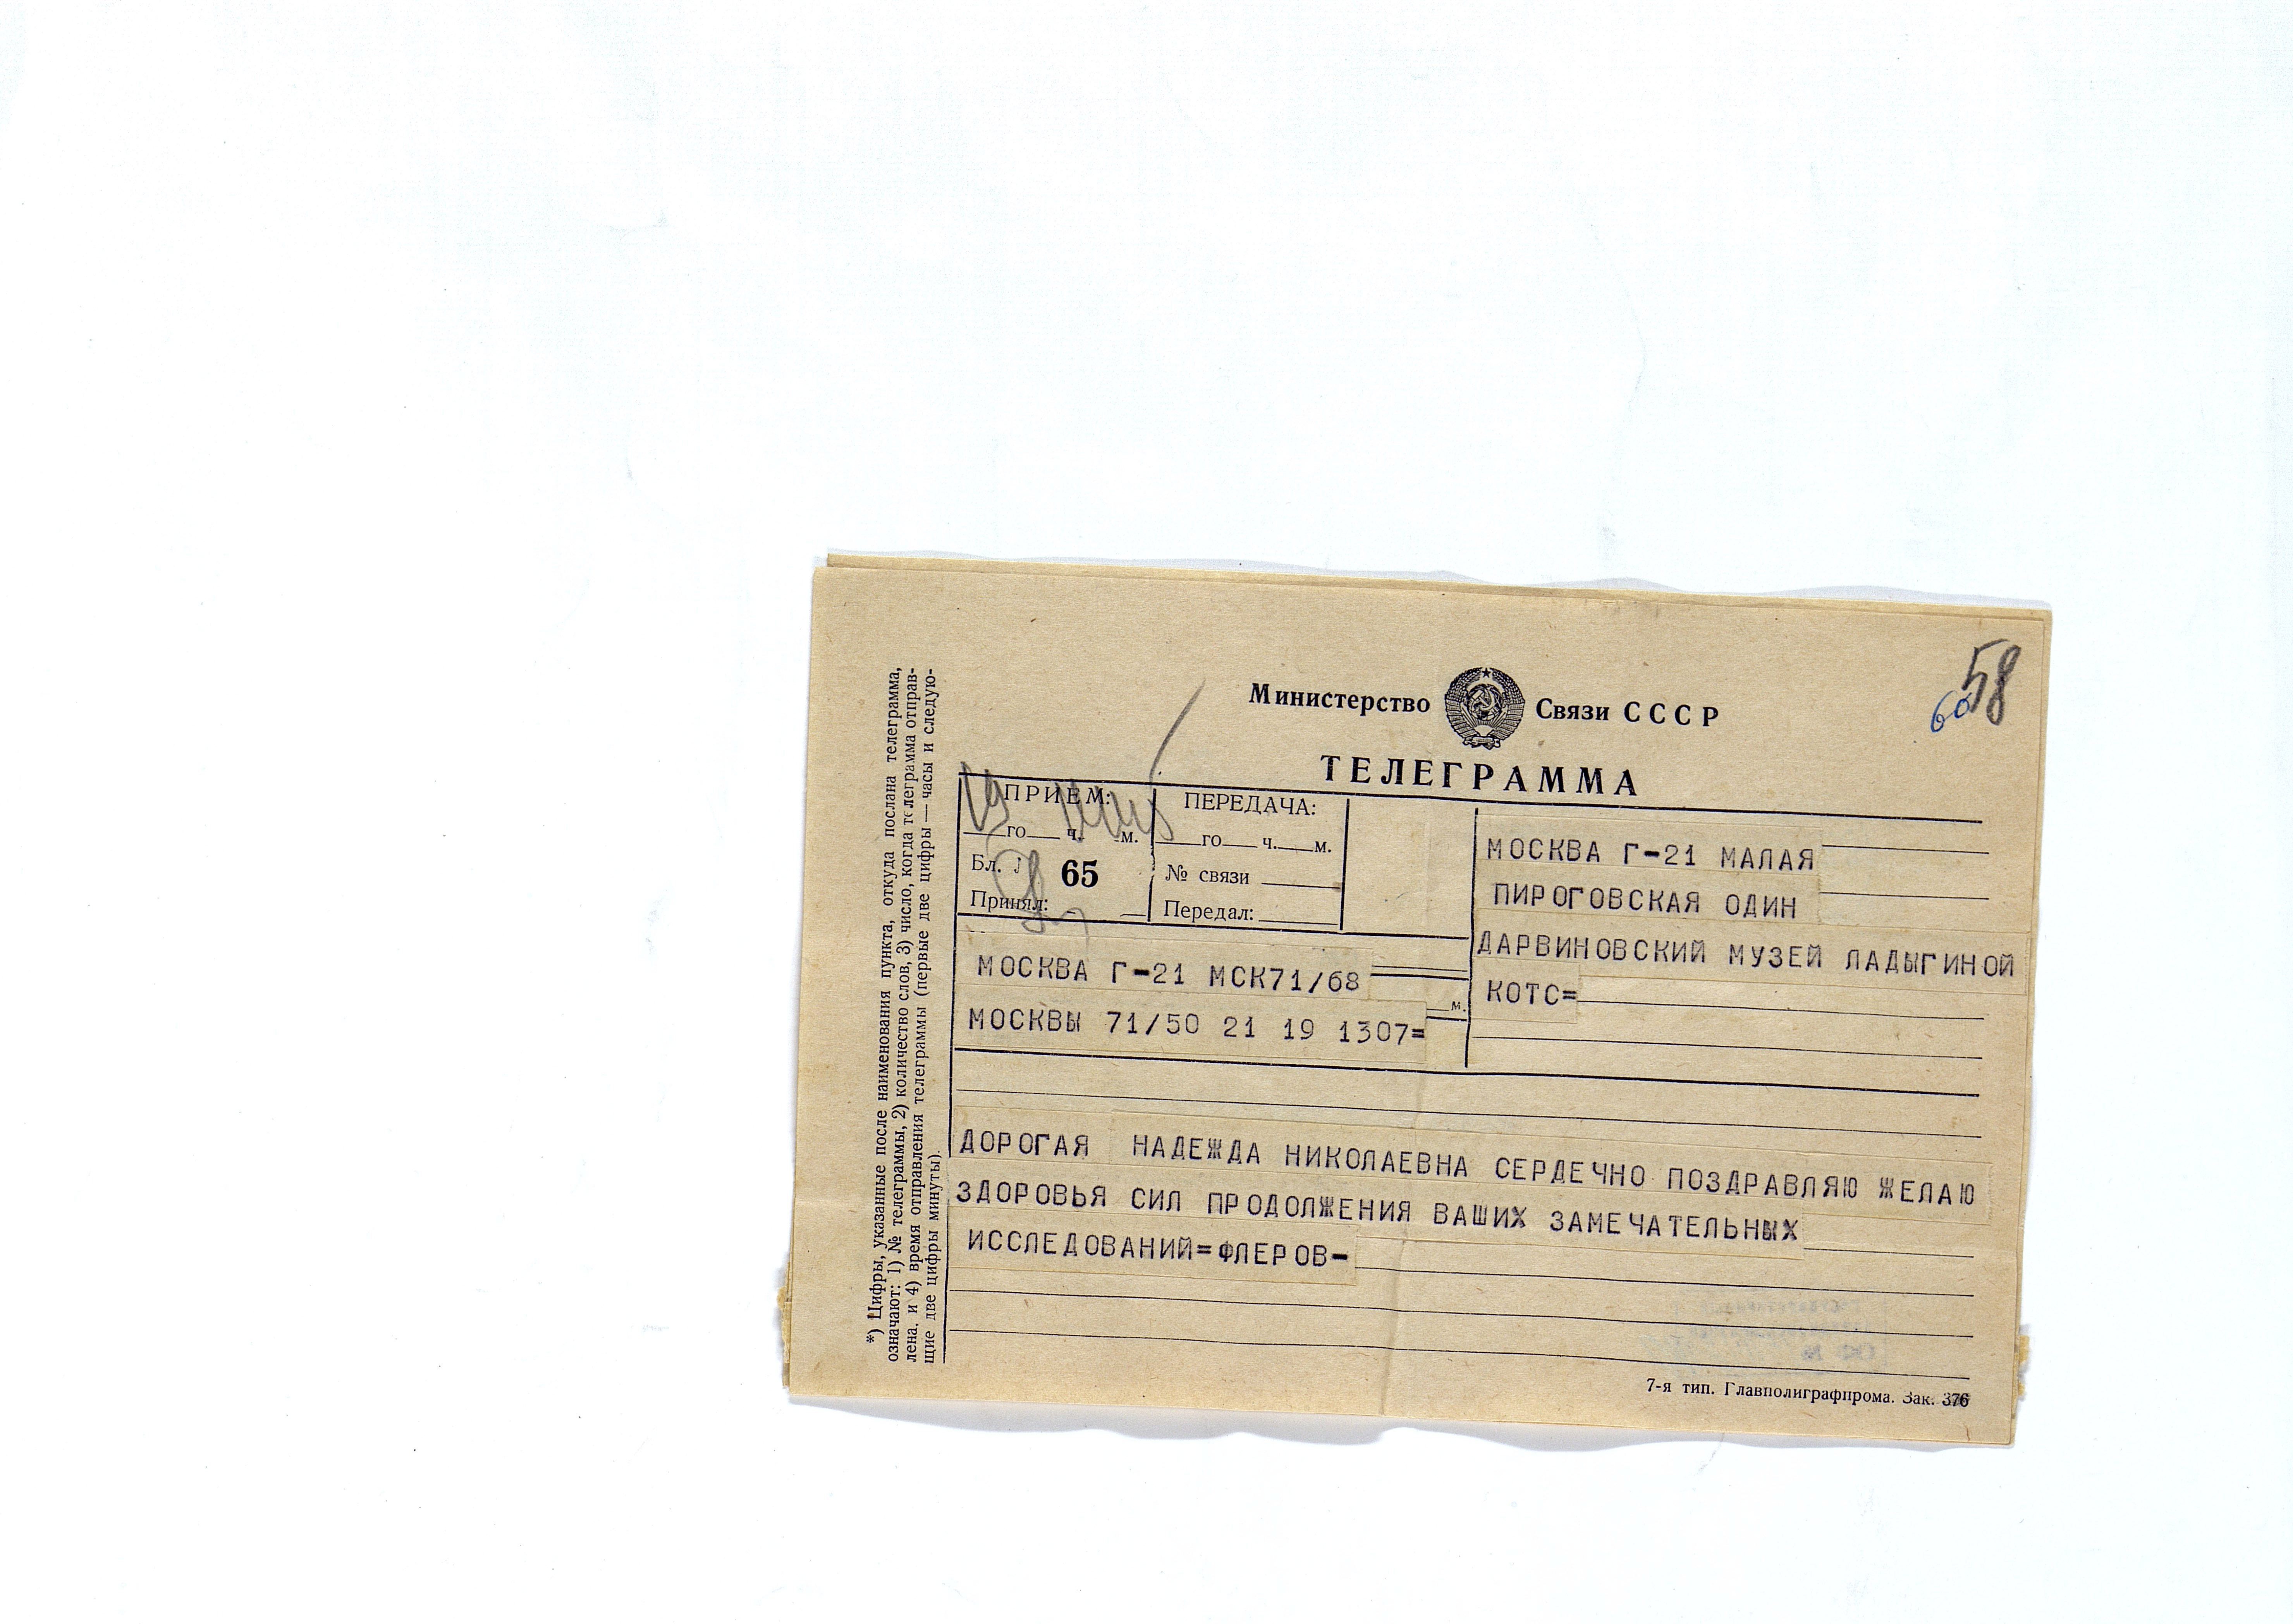 58
60
Министерство Связи СССР
ТЕЛЕГРАММА
ПРИЕМ:
го ч. м.
Бл. 65
Принял:
ПЕРЕДАЧА:
го ч. м.
№ связи
Передал:
МОСКВА Г-21 МАЛАЯ
ПИРОГОВСКАЯ ОДИН
ДАРВИНОВСКИЙ МУЗЕЙ ЛАДЫГИНОЙ
КОТС=
МОСКВА Г-21 МСК71/68
м.
МОСКВЫ 71/50 21 19 1307=
ДОРОГАЯ НАДЕЖДА НИКОЛАЕВНА СЕРДЕЧНО ПОЗДРАВЛЯЮ ЖЕЛАЮ
ЗДОРОВЬЯ СИЛ ПРОДОЛЖЕНИЯ ВАШИХ ЗАМЕЧАТЕЛЬНЫХ
ИССЛЕДОВАНИЙ=ФЛЕРОВ-
*) Цифры, указанные после наименования пункта, откуда послана телеграмма,
означают: 1) № телеграммы, 2) количество слов, 3) число, когда телеграмма отправ-
лена, и 4) время отправления телеграммы (первые две цифры — часы и следую-
щие две цифры минуты).
7-я тип. Главполиграфпрома. Зак. 376